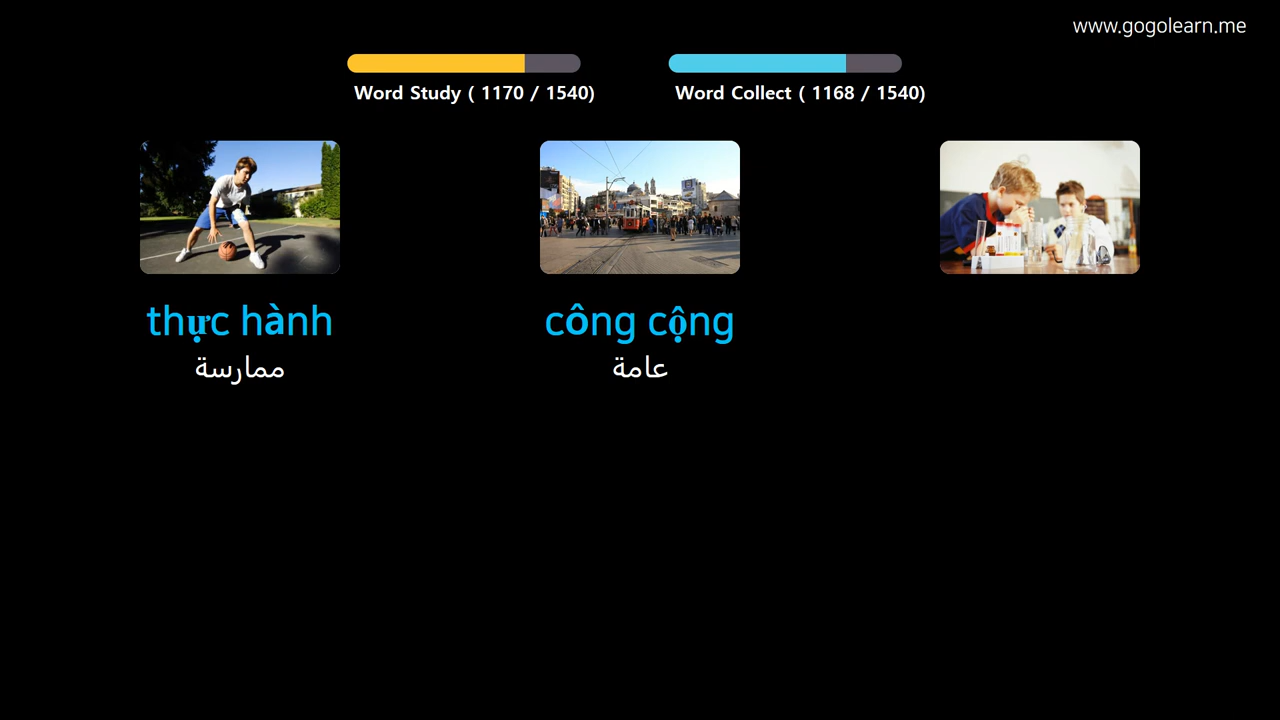 www.gogolearn.me
Word Study ( 1170 / 1540)
Word Collect ( 1168 / 1540)
thực hành
ممارسة
công cộng
عامة